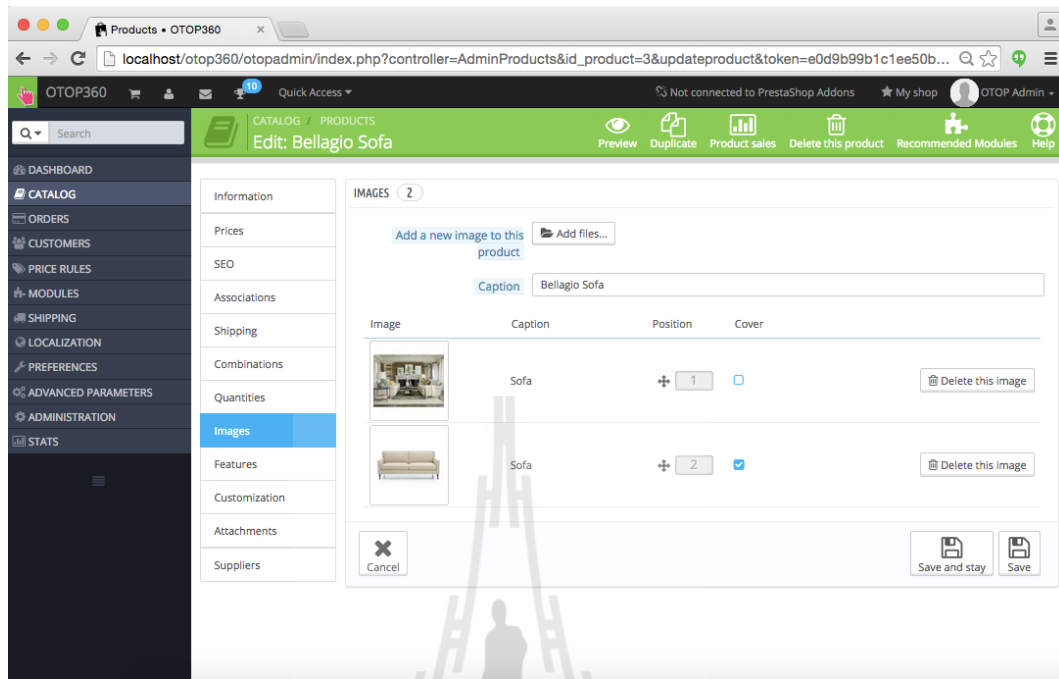 Products • OTOP360
localhost/otop360/otopadmin/index.php?controller=AdminProducts&id_product=3&updateproduct&token=e0d9b99b1c1ee50b...
OTOP360 10 Quick Access Not connected to PrestaShop Addons My shop OTOP Admin
Search
CATALOG / PRODUCTS
Edit: Bellagio Sofa
Preview Duplicate Product sales Delete this product Recommended Modules Help
DASHBOARD
CATALOG
ORDERS
CUSTOMERS
PRICE RULES
MODULES
SHIPPING
LOCALIZATION
PREFERENCES
ADVANCED PARAMETERS
ADMINISTRATION
STATS
Information
Prices
SEO
Associations
Shipping
Combinations
Quantities
Images
Features
Customization
Attachments
Suppliers
IMAGES 2
Add a new image to this product
Add files...
Caption Bellagio Sofa
Image Caption Position Cover
Sofa 1 Delete this image
Sofa 2 Delete this image
Cancel Save and stay Save